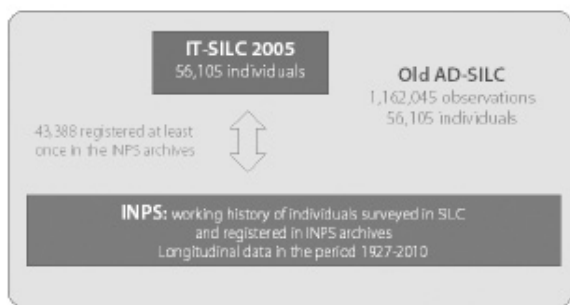 IT-SILC 2005
56,105 individuals
Old AD-SILC
1,162,045 observations
56,105 individuals
43,388 registered at least
once in the INPS archives
INPS: working history of individuals surveyed in SILC
and registered in INPS archives
Longitudinal data in the period 1927-2010